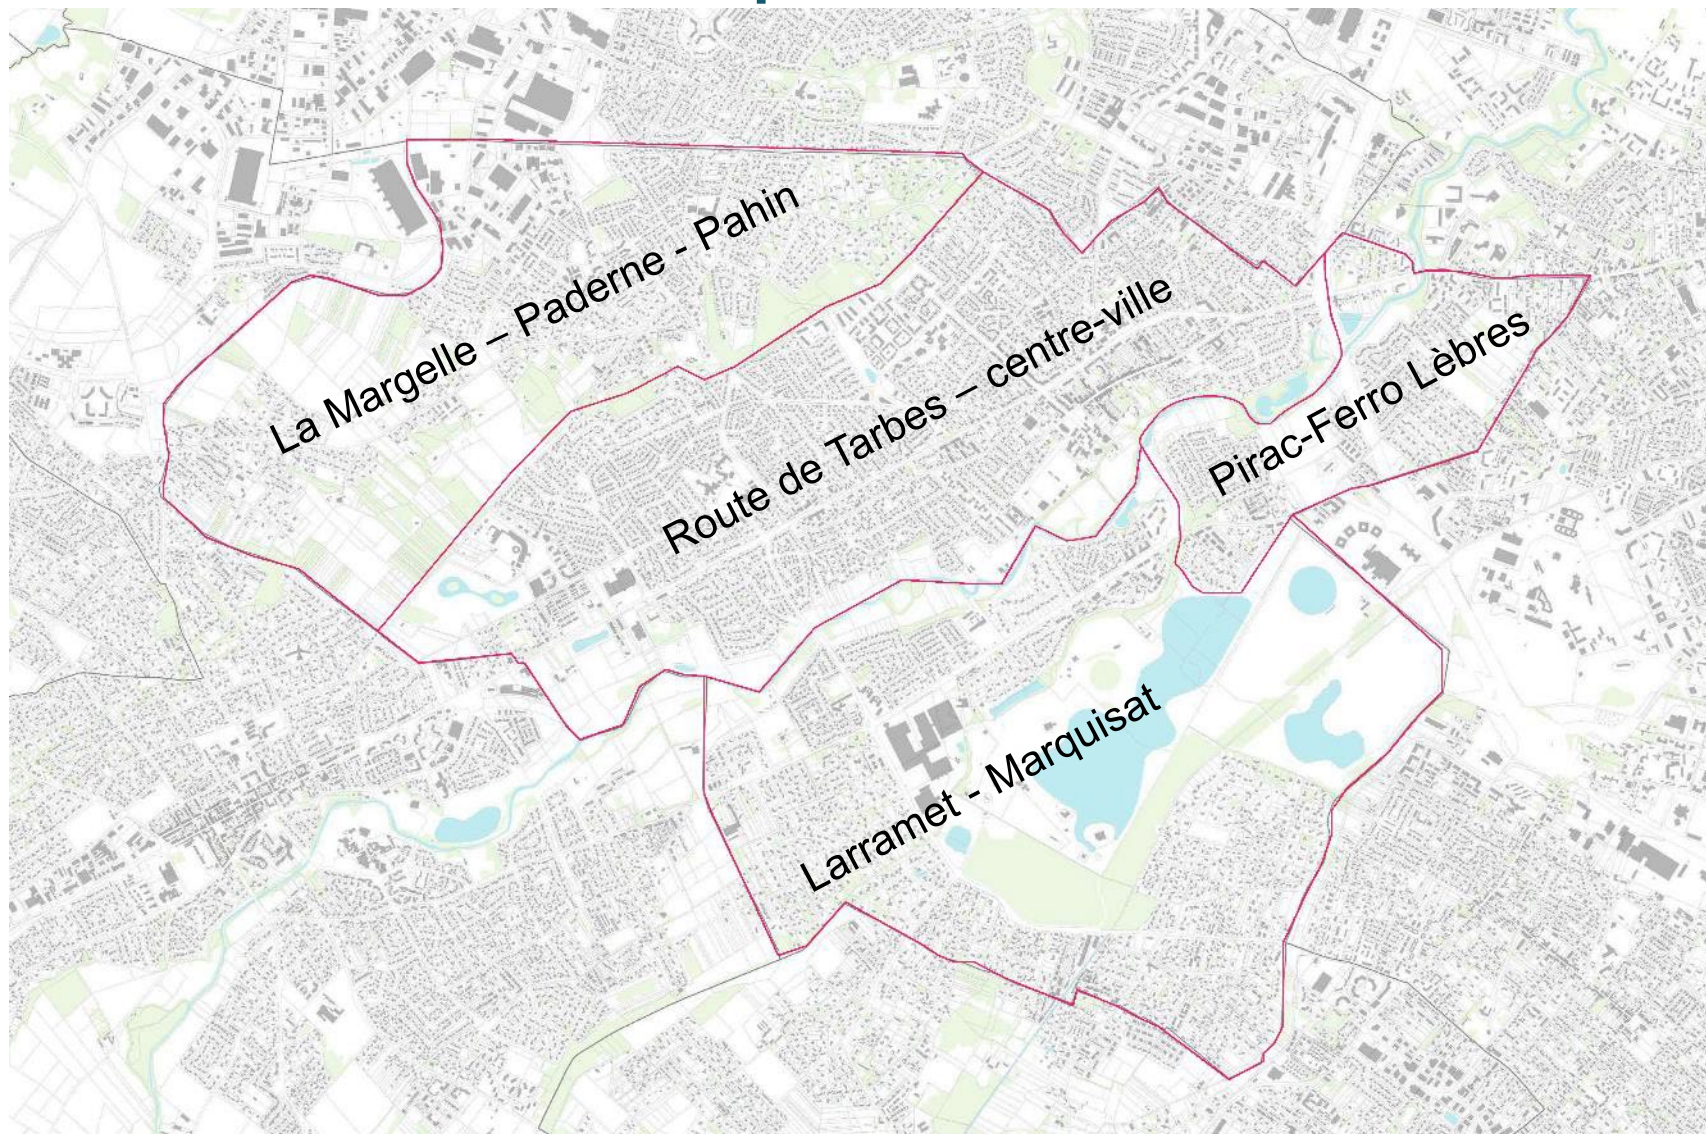 La Margelle – Paderne - Pahin
Route de Tarbes – centre-ville
Pirac-Ferro Lèbres
Larramet - Marquisat